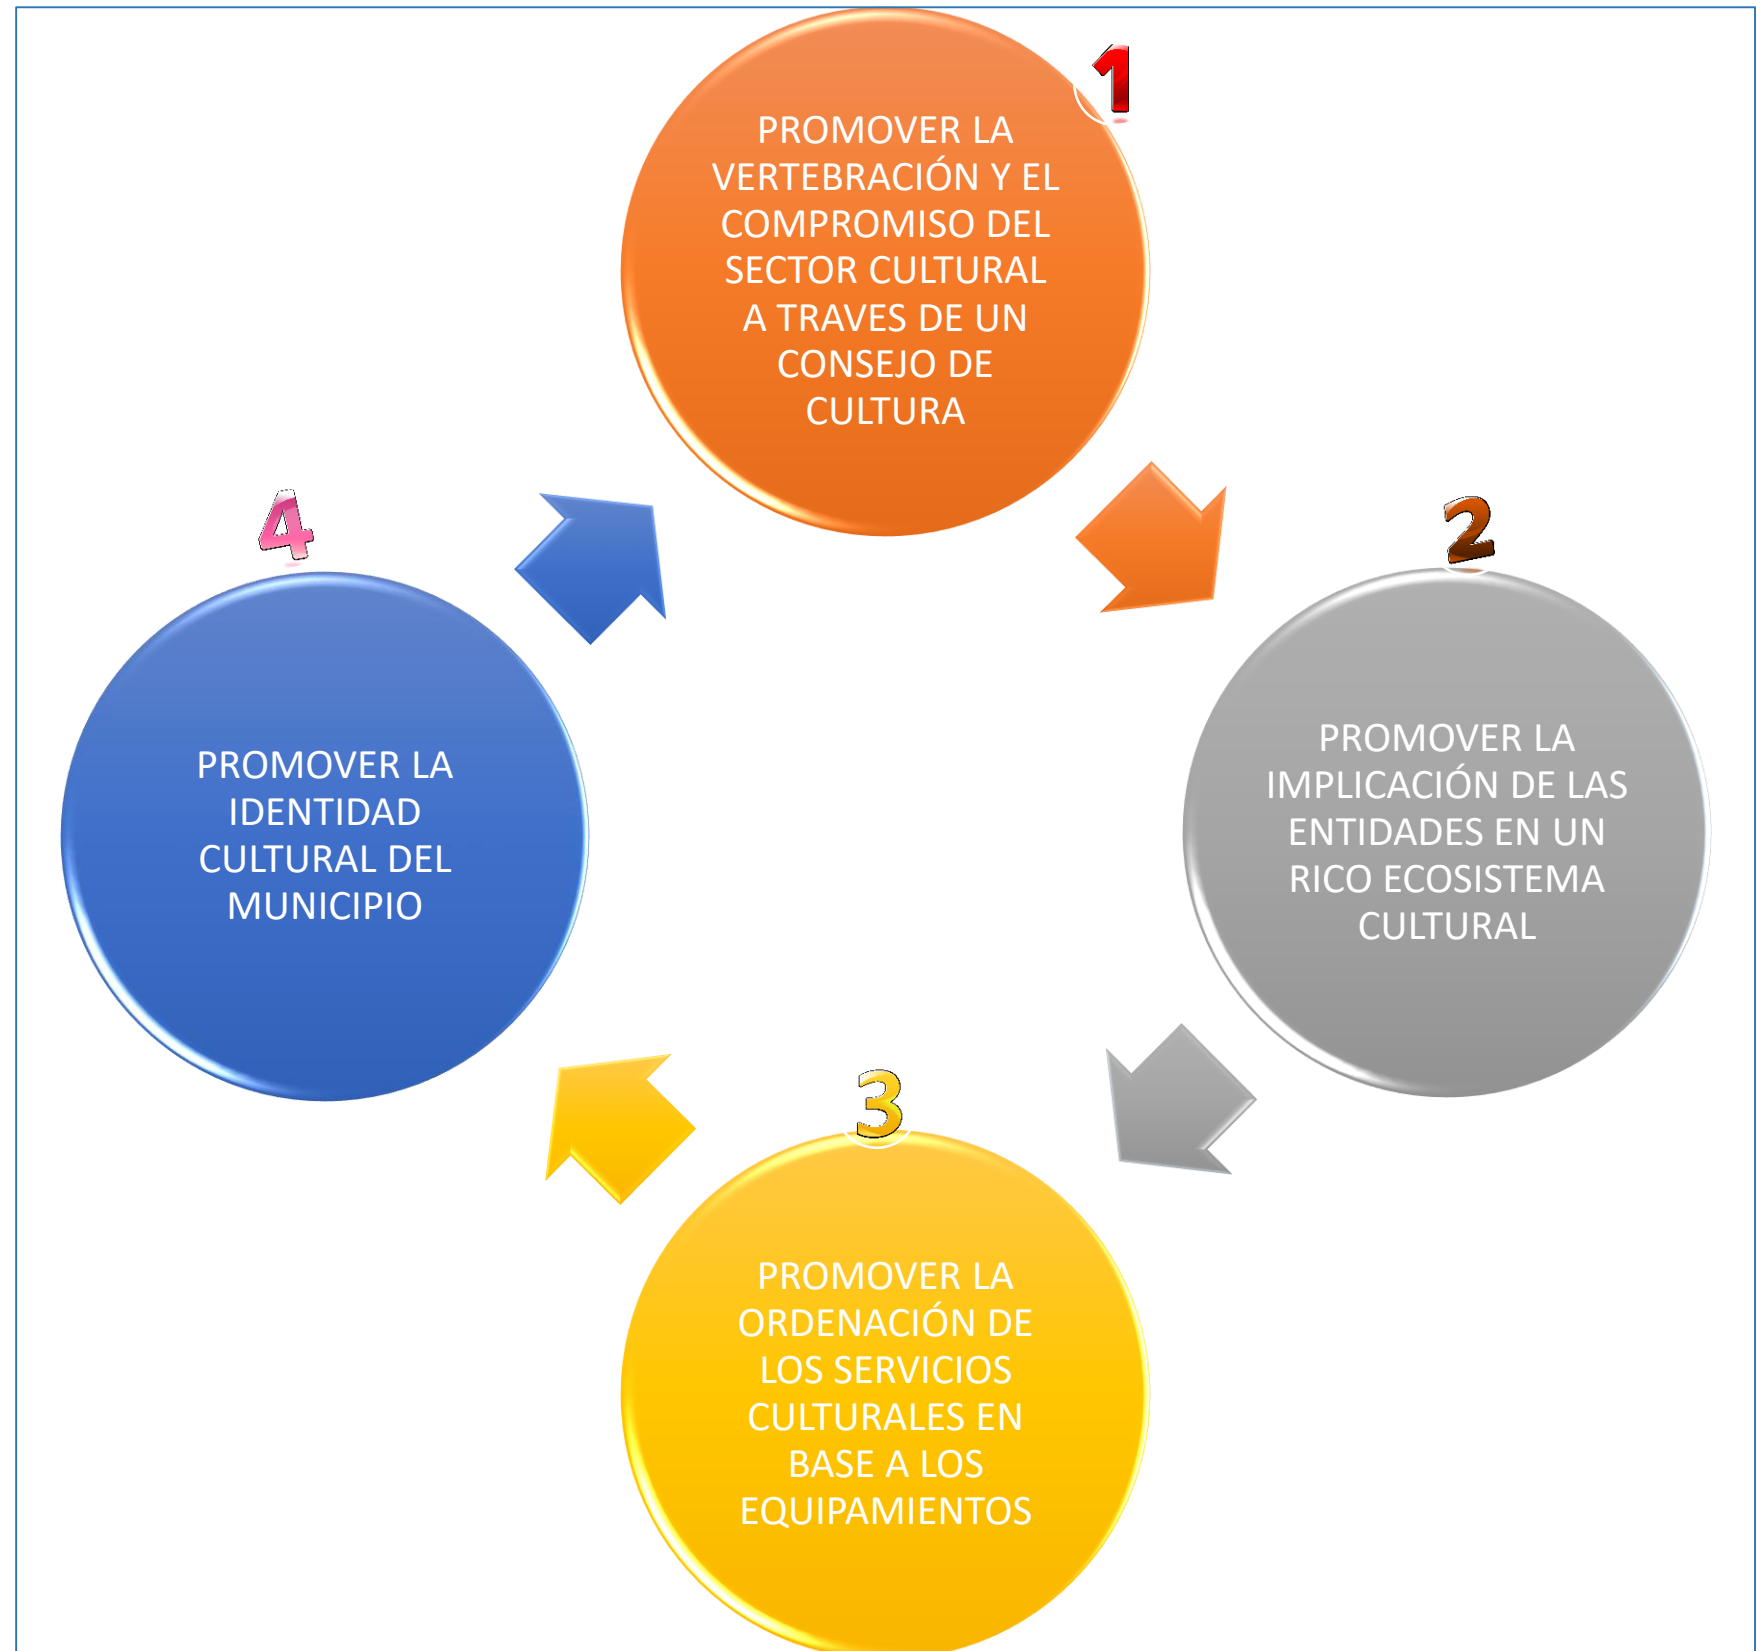 1
PROMOVER LA
VERTEBRACIÓN Y EL
COMPROMISO DEL
SECTOR CULTURAL
A TRAVES DE UN
CONSEJO DE
CULTURA
2
PROMOVER LA
IMPLICACIÓN DE LAS
ENTIDADES EN UN
RICO ECOSISTEMA
CULTURAL
3
PROMOVER LA
ORDENACIÓN DE
LOS SERVICIOS
CULTURALES EN
BASE A LOS
EQUIPAMIENTOS
4
PROMOVER LA
IDENTIDAD
CULTURAL DEL
MUNICIPIO